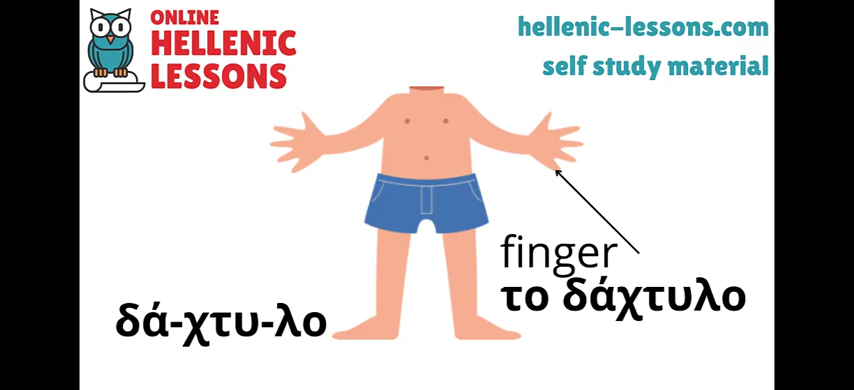 ONLINE
HELLENIC
LESSONS
hellenic-lessons.com
self study material
finger
το δάχτυλο
δά-χτυ-λο